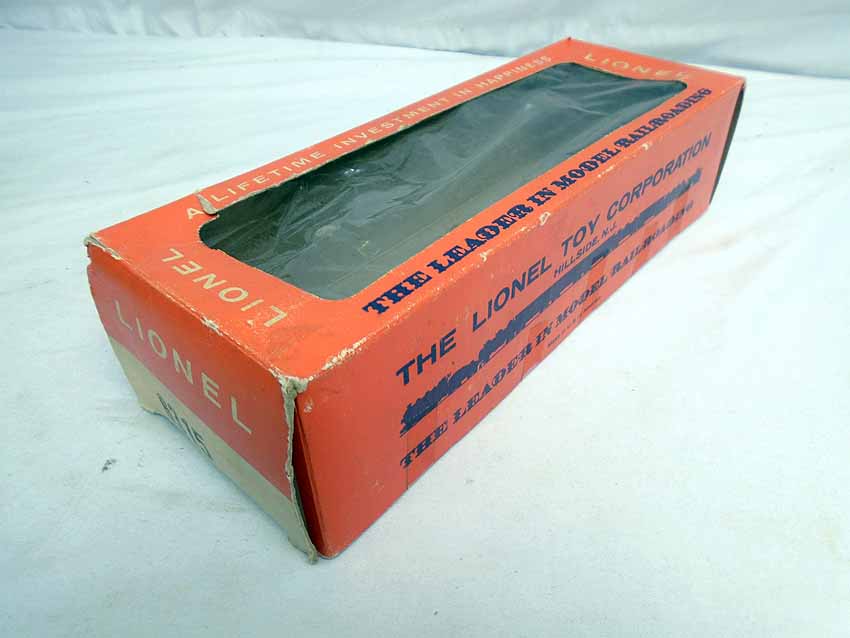 LIONEL
A LIFETIME INVESTMENT IN HAPPINESS
LIONEL
THE LEADER IN MODEL RAILROADING
THE LIONEL TOY CORPORATION
HILLSIDE, N.J.
THE LEADER IN MODEL RAILROADING
LIONEL